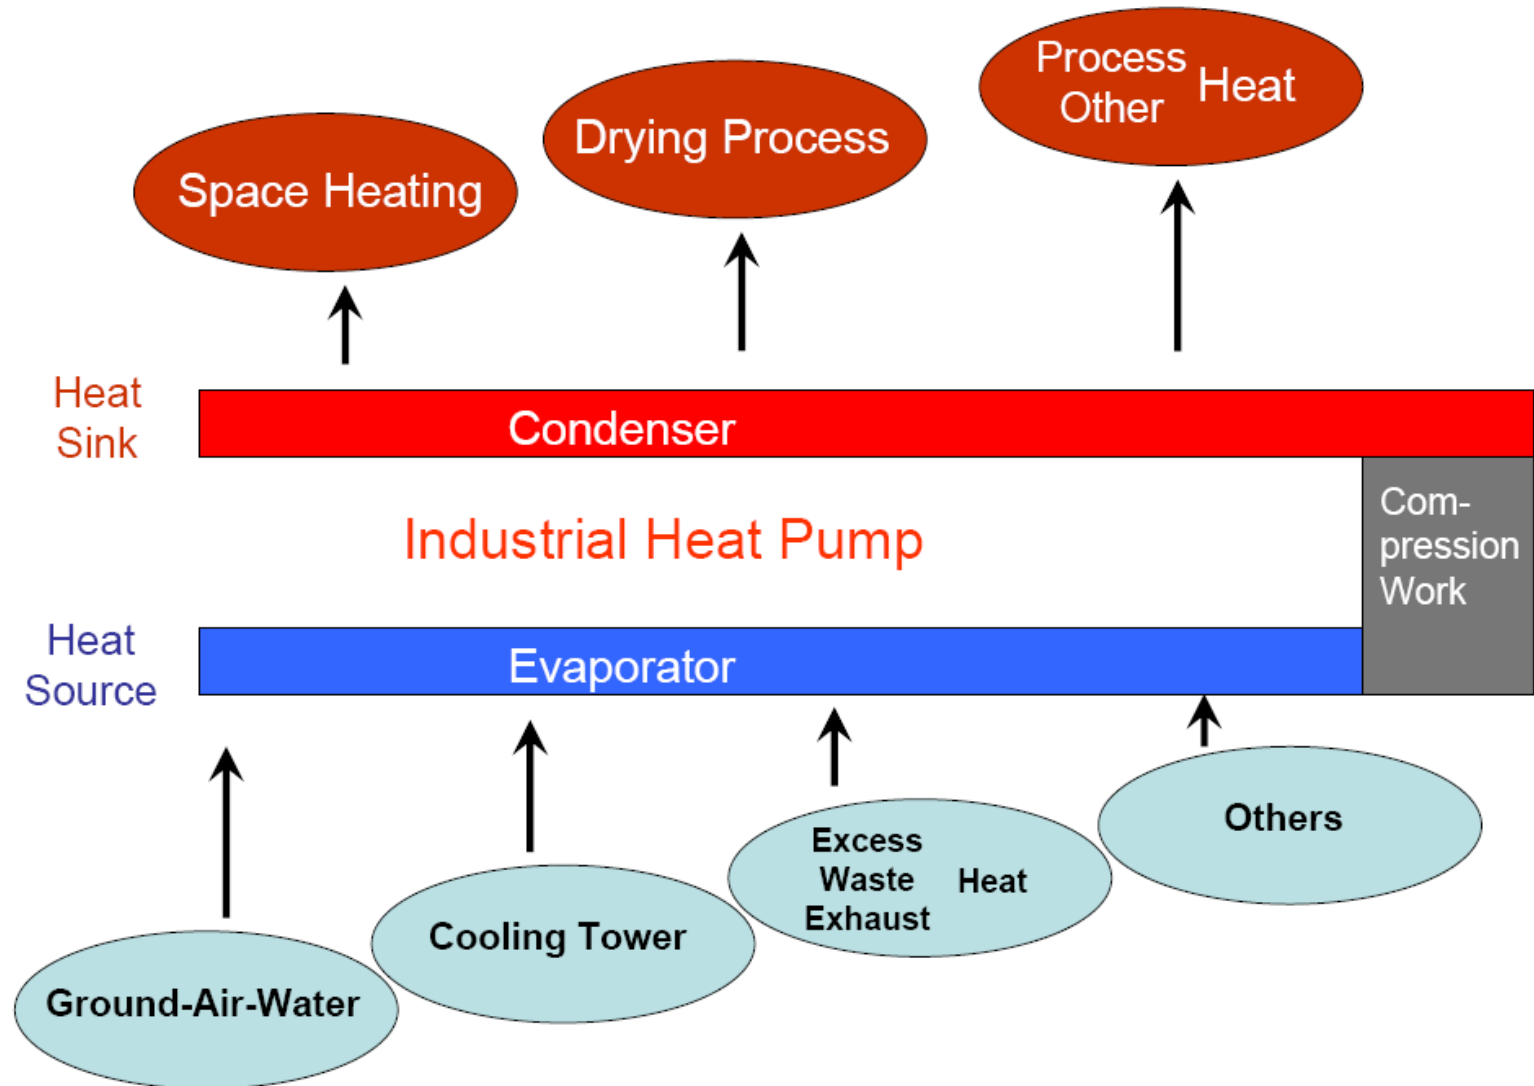 Process
Other
Heat
Drying Process
Space Heating
Heat
Sink
Condenser
Industrial Heat Pump
Com-
pression
Work
Heat
Source
Evaporator
Others
Excess
Waste
Exhaust
Heat
Cooling Tower
Ground-Air-Water